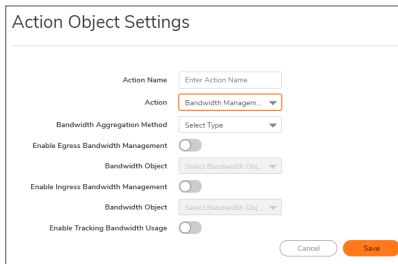 Action Object Settings
Action Name Enter Action Name
Action Bandwidth Managem...
Bandwidth Aggregation Method Select Type
Enable Egress Bandwidth Management
Bandwidth Object Select Bandwidth Obj...
Enable Ingress Bandwidth Management
Bandwidth Object Select Bandwidth Obj...
Enable Tracking Bandwidth Usage
Cancel Save